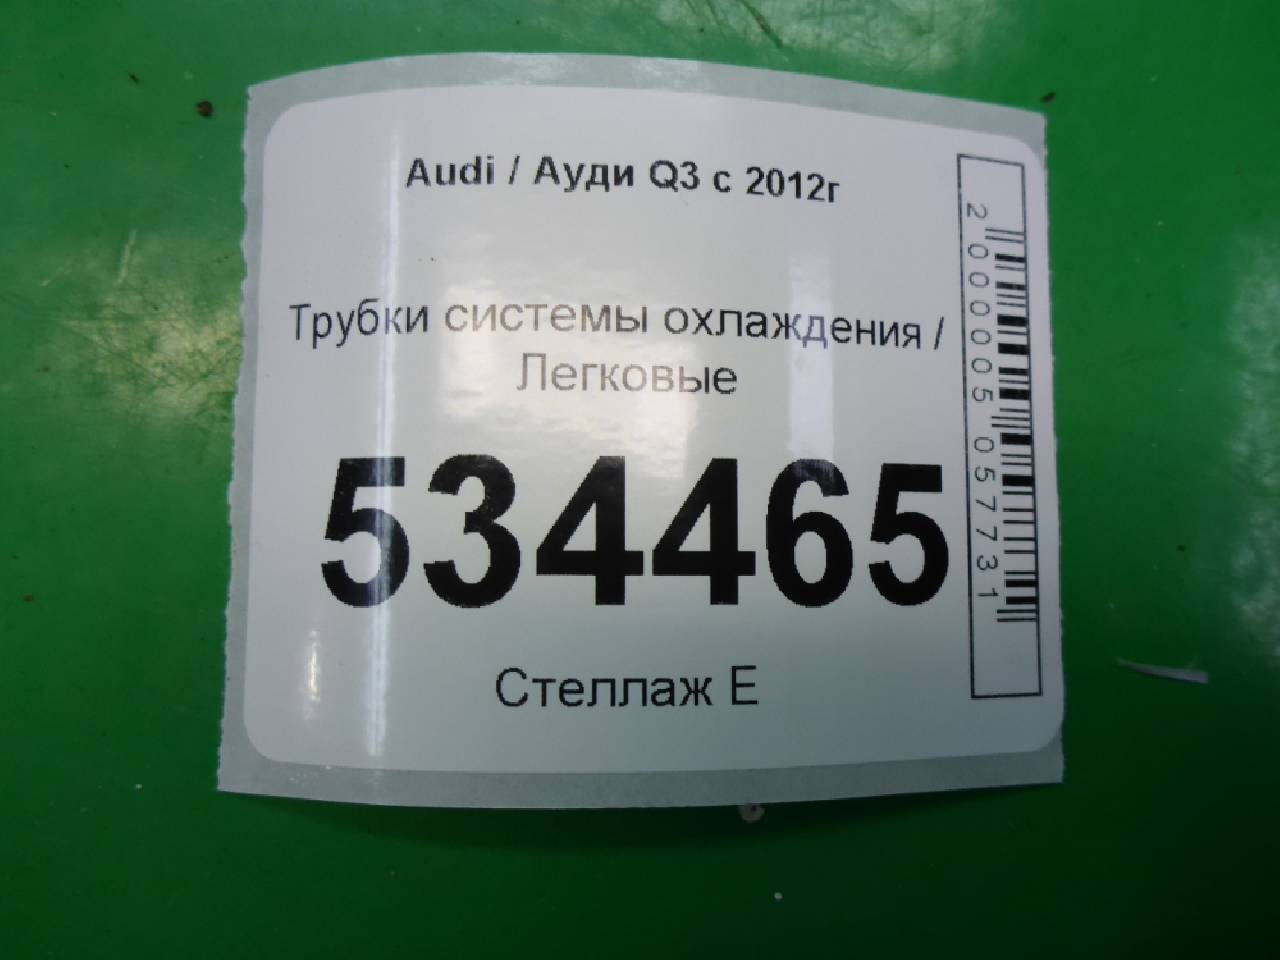 Audi / Ауди Q3 с 2012г
Трубки системы охлаждения /
Легковые
534465
Стеллаж Е
2000005057731